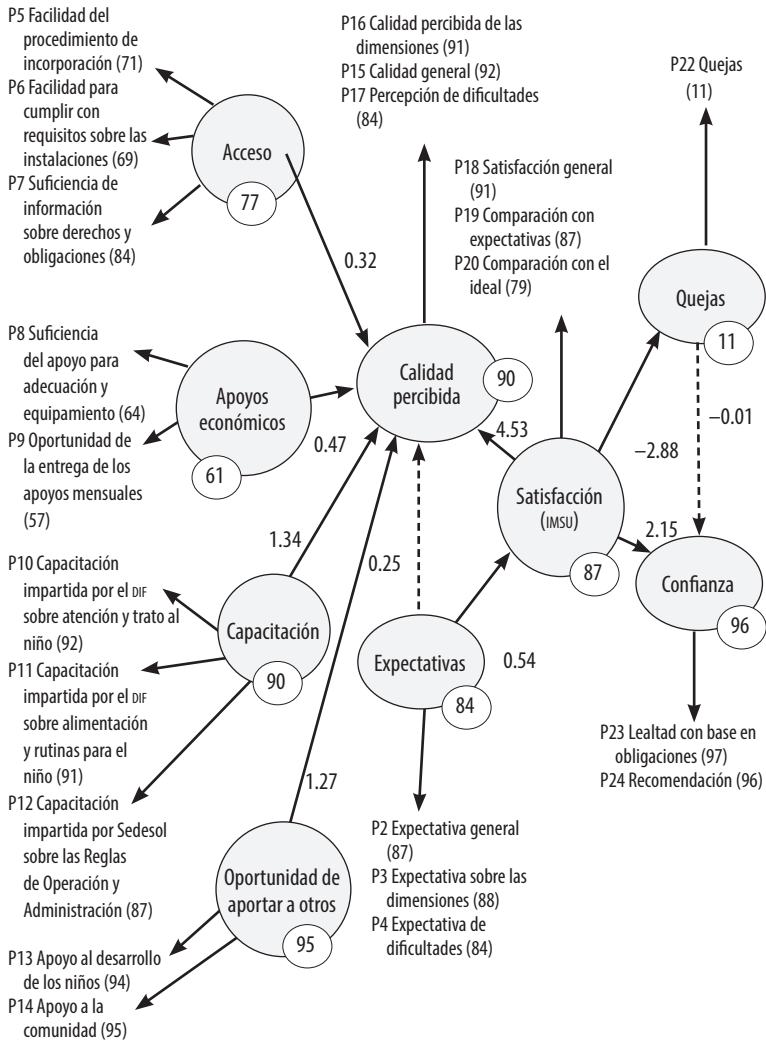 P5 Facilidad del
procedimiento de
incorporación (71)
P6 Facilidad para
cumplir con
requisitos sobre las
instalaciones (69)
P7 Suficiencia de
información
sobre derechos y
obligaciones (84)
Acceso
77
0.32
P16 Calidad percibida de las
dimensiones (91)
P15 Calidad general (92)
P17 Percepción de dificultades
(84)
P18 Satisfacción general
(91)
P19 Comparación con
expectativas (87)
P20 Comparación con el
ideal (79)
P22 Quejas
(11)
Quejas
11
P8 Suficiencia
del apoyo para
adecuación y
equipamiento (64)
P9 Oportunidad de
la entrega de los
apoyos mensuales
(57)
Apoyos
económicos
61
0.47
Calidad
percibida
90
4.53
–0.01
–2.88
Satisfacción
(IMSU)
87
2.15
Confianza
96
P10 Capacitación
impartida por el DIF
sobre atención y trato al
niño (92)
P11 Capacitación
impartida por el DIF
sobre alimentación
y rutinas para el
niño (91)
P12 Capacitación
impartida por Sedesol
sobre las Reglas
de Operación y
Administración (87)
1.34
0.25
Capacitación
90
Expectativas
84
0.54
P23 Lealtad con base en
obligaciones (97)
P24 Recomendación (96)
1.27
P2 Expectativa general
(87)
P3 Expectativa sobre las
dimensiones (88)
P4 Expectativa de
dificultades (84)
Oportunidad de
aportar a otros
95
P13 Apoyo al desarrollo
de los niños (94)
P14 Apoyo a la
comunidad (95)